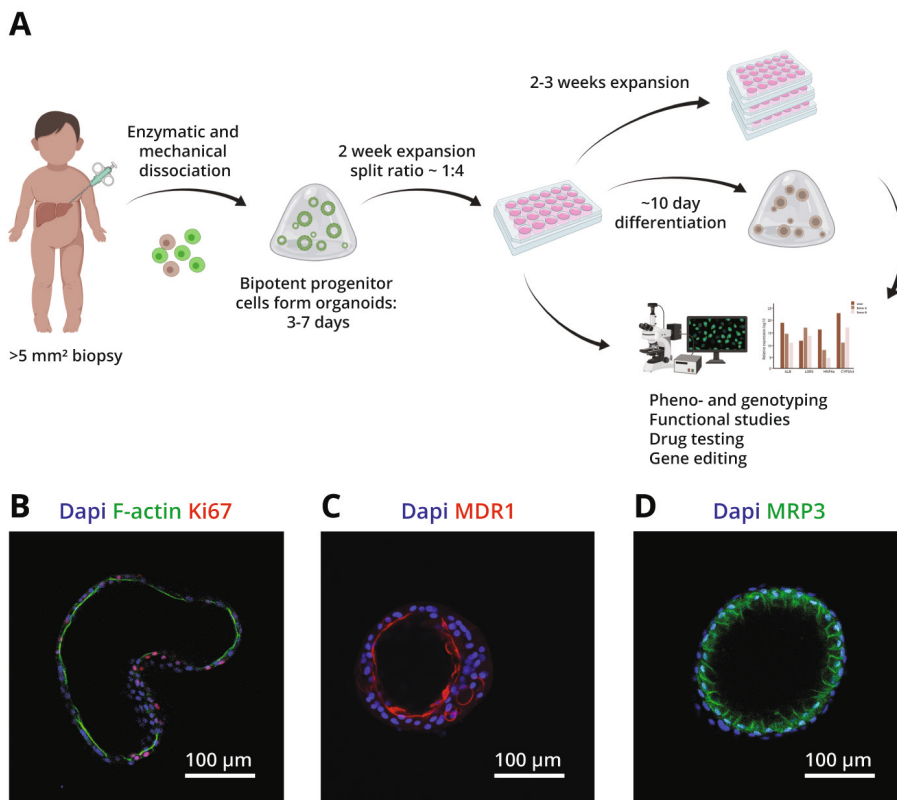 A
Enzymatic and
mechanical
dissociation
2 week expansion
split ratio ~ 1:4
2-3 weeks expansion
~10 day
differentiation
Bipotent progenitor
cells form organoids:
3-7 days
>5 mm² biopsy
ALB
Pheno- and genotyping
Functional studies
Drug testing
Gene editing
B
Dapi F-actin Ki67
C
Dapi MDR1
D
Dapi MRP3
100 µm
100 µm
100 µm